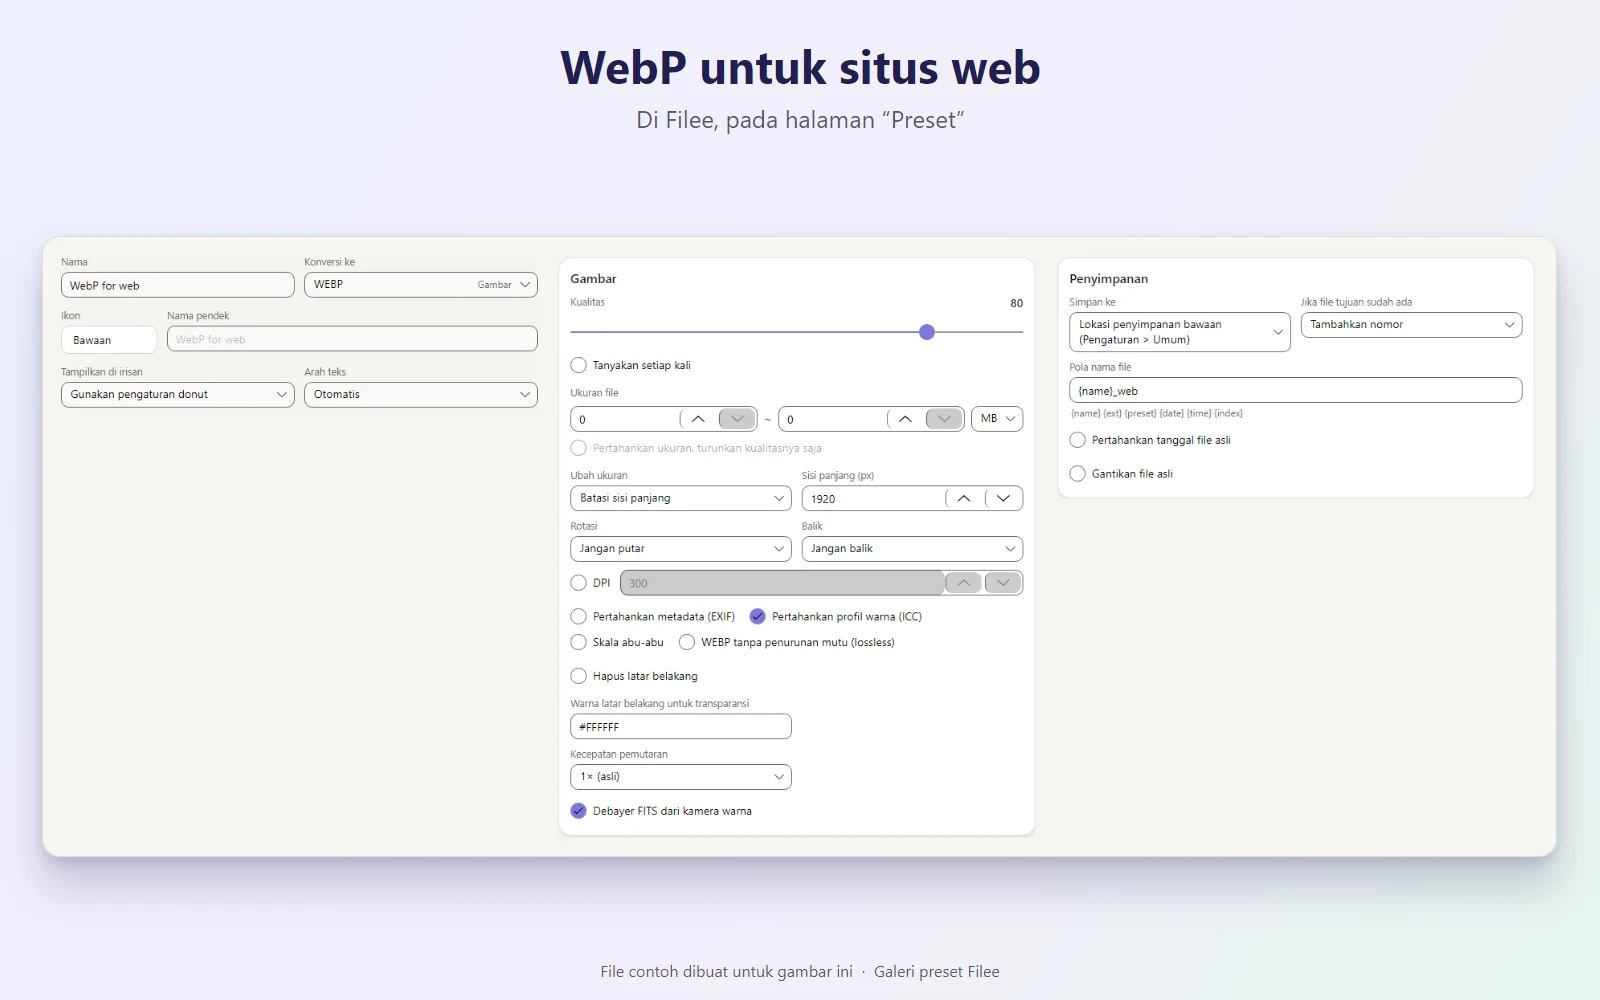 WebP untuk situs web
Di Filee, pada halaman “Preset”
Nama
WebP for web
Konversi ke
WEBP Gambar
Ikon
Bawaan
Nama pendek
WebP for web
Tampilkan di irisan
Gunakan pengaturan donut
Arah teks
Otomatis
Gambar
Kualitas 80
Tanyakan setiap kali
Ukuran file
0 ~ 0 MB
Pertahankan ukuran, turunkan kualitasnya saja
Ubah ukuran
Batasi sisi panjang
Sisi panjang (px)
1920
Rotasi
Jangan putar
Balik
Jangan balik
DPI 300
Pertahankan metadata (EXIF) Pertahankan profil warna (ICC)
Skala abu-abu WEBP tanpa penurunan mutu (lossless)
Hapus latar belakang
Warna latar belakang untuk transparansi
#FFFFFF
Kecepatan pemutaran
1× (asli)
Debayer FITS dari kamera warna
Penyimpanan
Simpan ke
Lokasi penyimpanan bawaan
(Pengaturan > Umum)
Jika file tujuan sudah ada
Tambahkan nomor
Pola nama file
{name}_web
{name} {ext} {preset} {date} {time} {index}
Pertahankan tanggal file asli
Gantikan file asli
File contoh dibuat untuk gambar ini · Galeri preset Filee